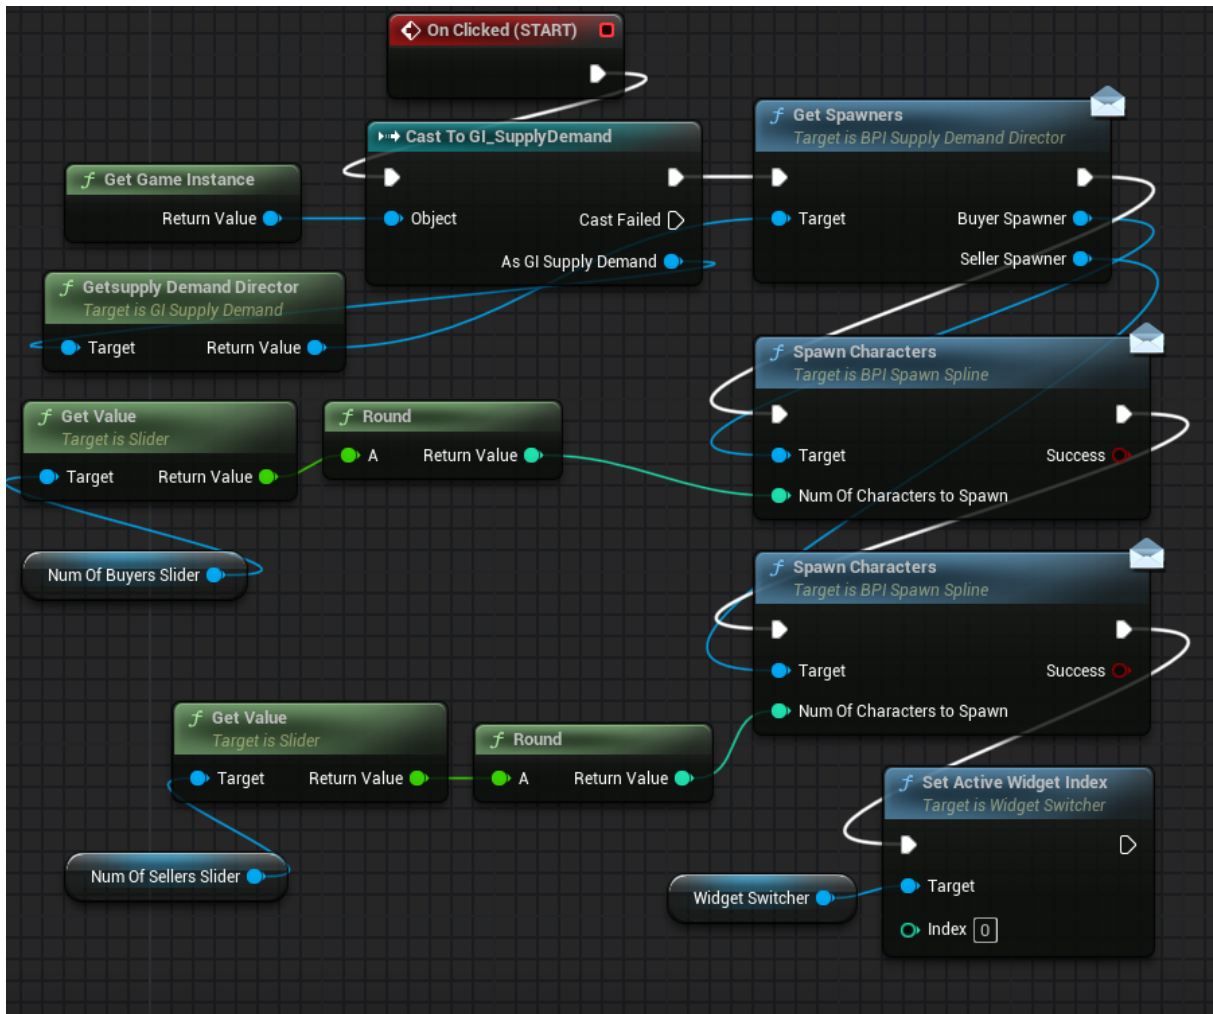 On Clicked (START)
Cast To GI_SupplyDemand
Object
Cast Failed
As GI Supply Demand
Get Game Instance
Return Value
Getsupply Demand Director
Target is GI Supply Demand
Target Return Value
Get Spawners
Target is BPI Supply Demand Director
Target Buyer Spawner
Seller Spawner
Get Value
Target is Slider
Target Return Value
Round
A Return Value
Num Of Buyers Slider
Spawn Characters
Target is BPI Spawn Spline
Target Success
Num Of Characters to Spawn
Spawn Characters
Target is BPI Spawn Spline
Target Success
Num Of Characters to Spawn
Get Value
Target is Slider
Target Return Value
Round
A Return Value
Num Of Sellers Slider
Set Active Widget Index
Target is Widget Switcher
Target
Index 0
Widget Switcher